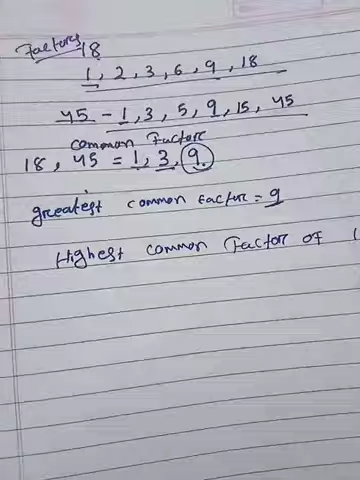 Factors 18
1, 2, 3, 6, 9, 18
45 - 1, 3, 5, 9, 15, 45
common Factor
18, 45 = 1, 3, 9.
greatest common Factor = 9
Highest common Factor of